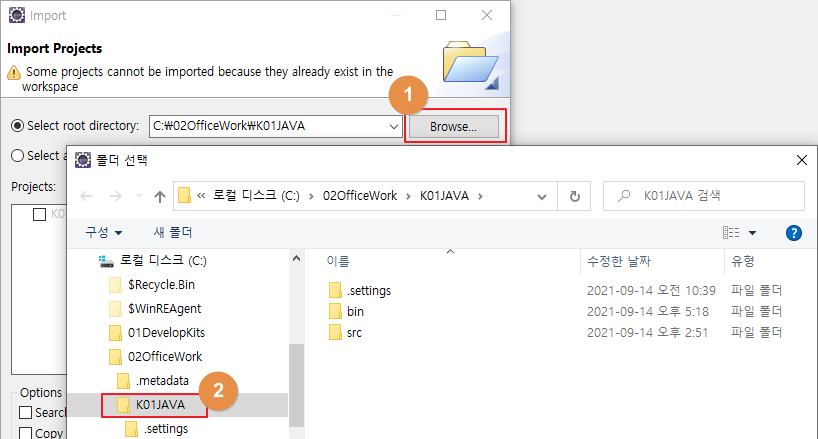 Import
Import Projects
Some projects cannot be imported because they already exist in the
workspace
1
Select root directory: C:₩02OfficeWork₩K01JAVA Browse...
Select a
폴더 선택
Projects:
« 로컬 디스크 (C:) › 02OfficeWork › K01JAVA › K01JAVA 검색
K0
구성 새 폴더 ?
로컬 디스크 (C:) 이름 수정한 날짜 유형
$Recycle.Bin
.settings 2021-09-14 오전 10:39 파일 폴더
$WinREAgent
bin 2021-09-14 오후 5:18 파일 폴더
01DevelopKits
src 2021-09-14 오후 2:51 파일 폴더
02OfficeWork
.metadata
2
Options
K01JAVA
Search
.settings
Copy